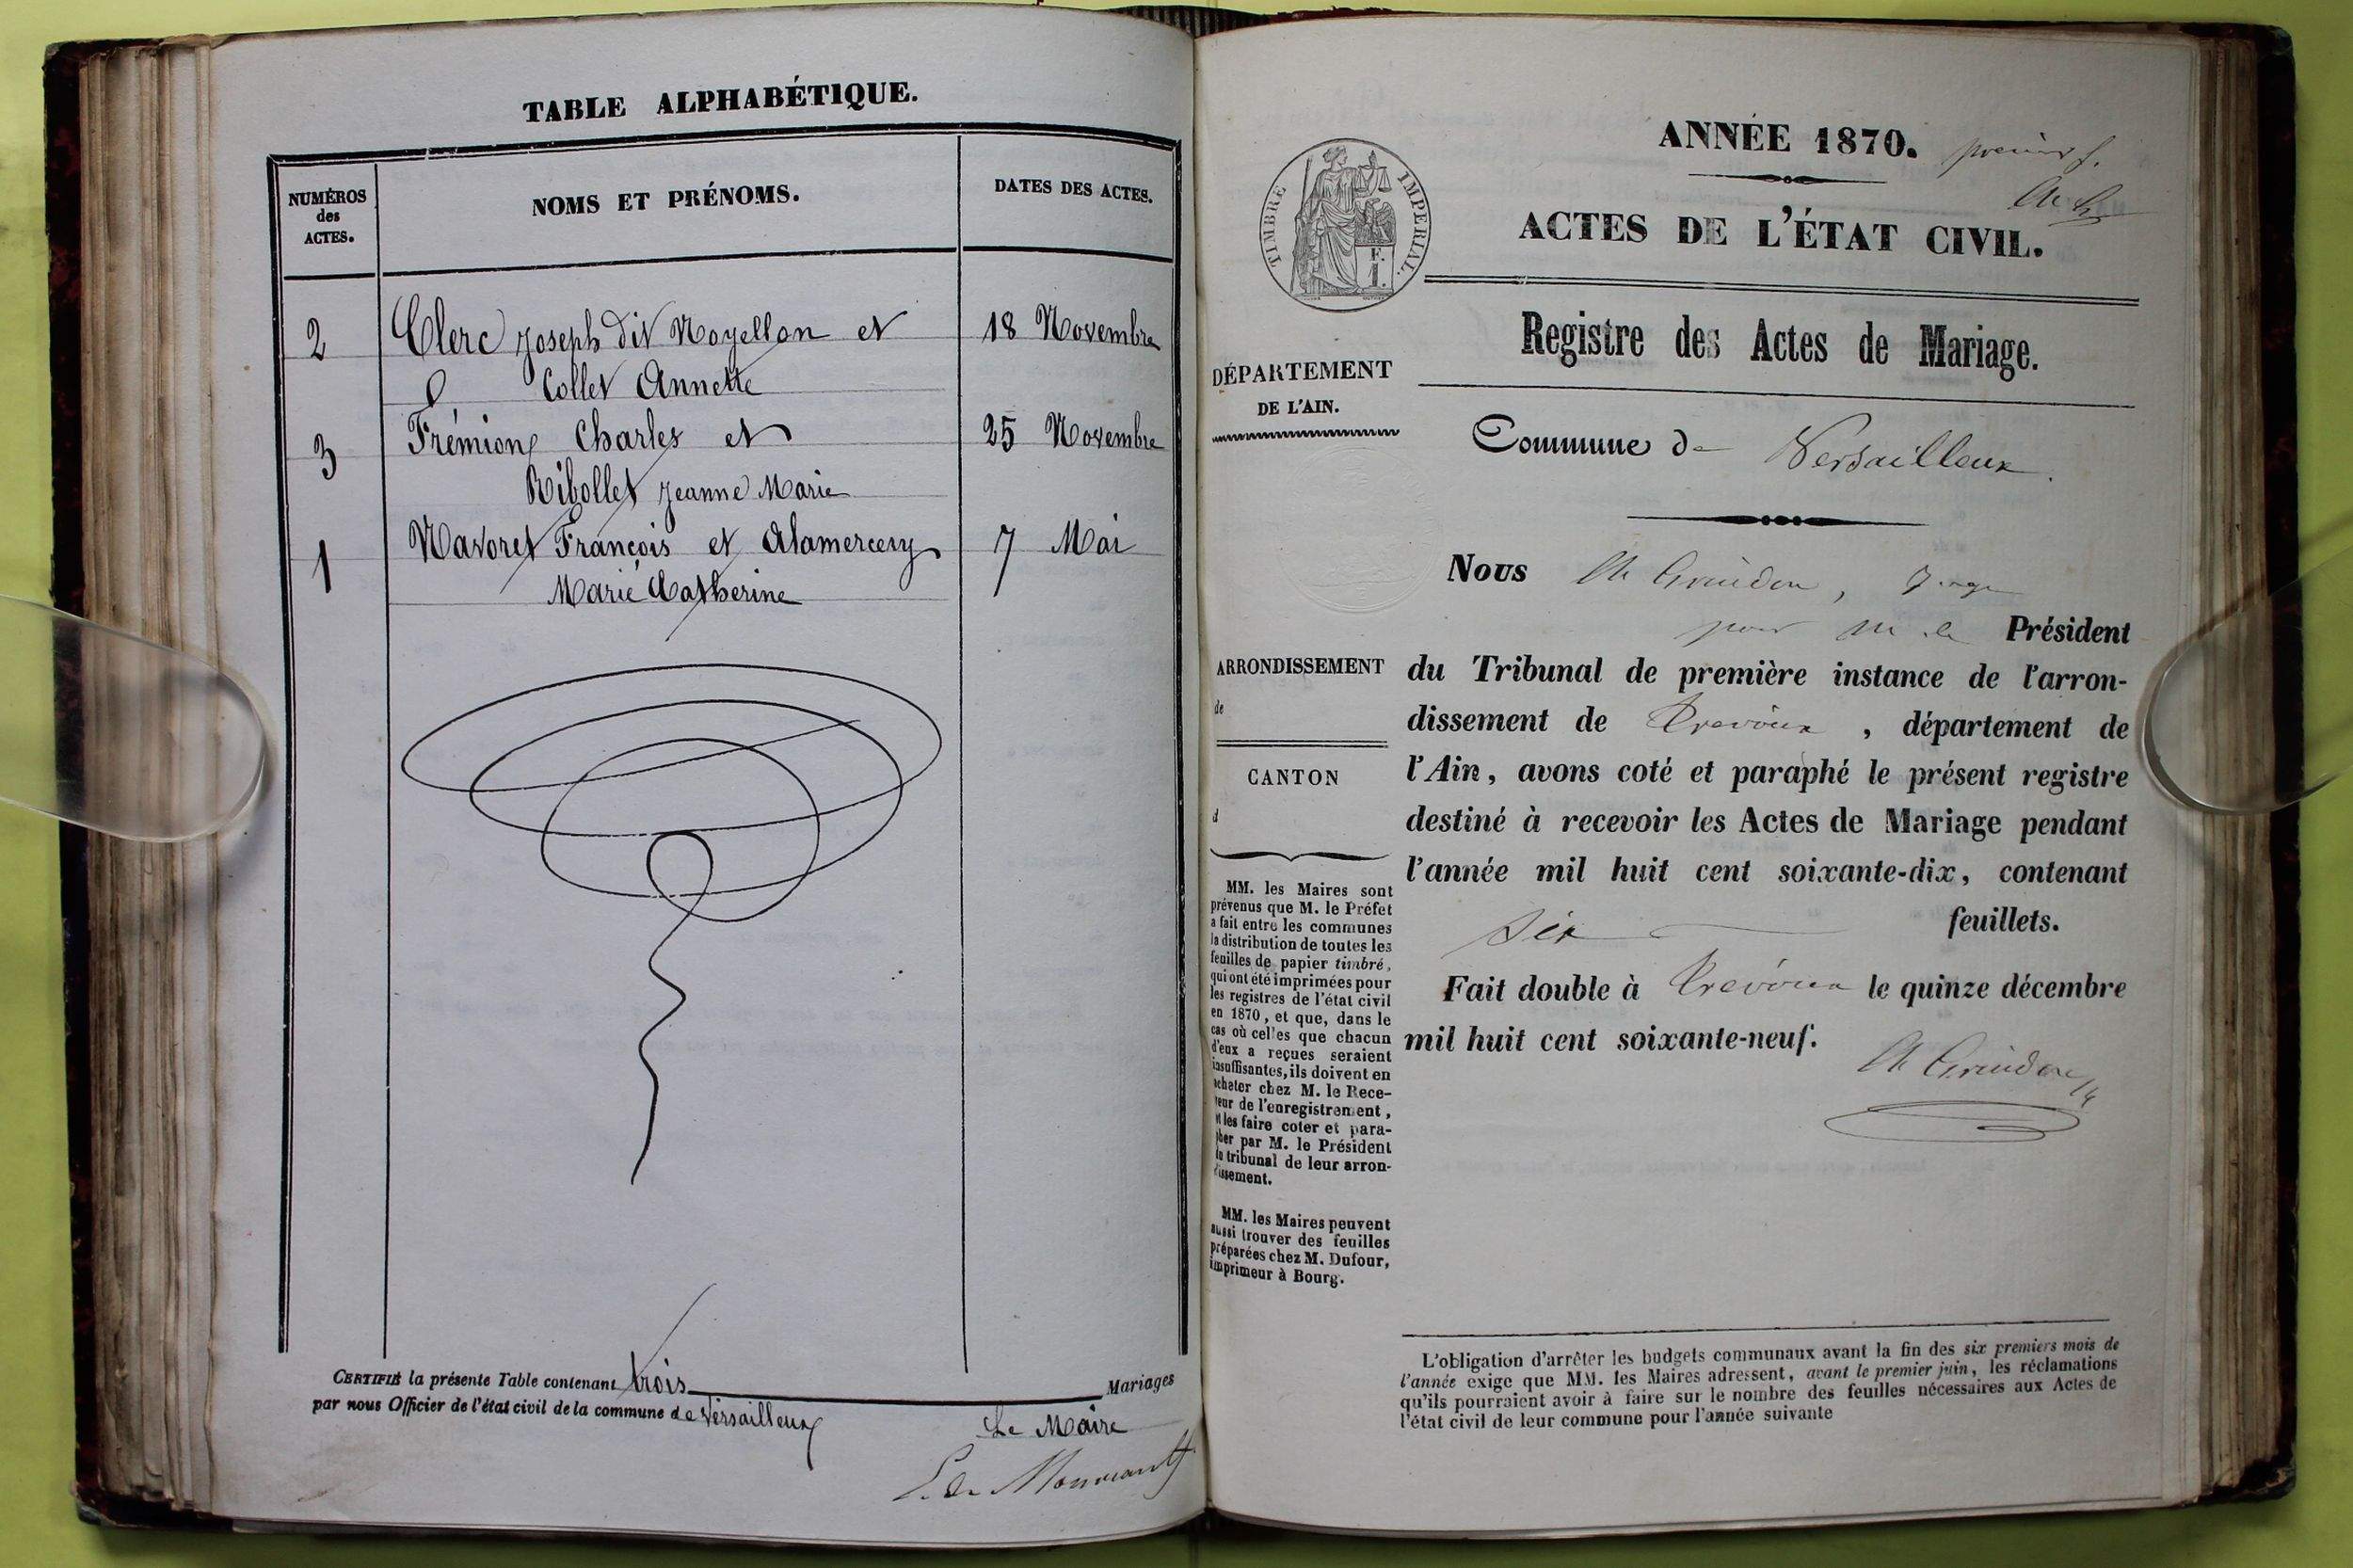 TABLE ALPHABÉTIQUE.
NUMÉROS
des
ACTES.
NOMS ET PRÉNOMS.
DATES DES ACTES.
2 Clerc Joseph dit Noyellon et 18 Novembre
Collet Annette
3 Frémion Charles et 25 Novembre
Ribollet Jeanne Marie
1 Navoret François et Alamercery 7 Mai
Marie Catherine
CERTIFIÉ la présente Table contenant trois Mariages
par nous Officier de l'état civil de la commune de Versailleux
Le Maire
ANNÉE 1870. premier f.
ACTES DE L'ÉTAT CIVIL.
TIMBRE IMPERIAL.
F.
1.
Registre des Actes de Mariage.
DÉPARTEMENT
DE L'AIN.
Commune de Versailleux.
Nous Ch Grindon, Juge
pour M. le Président
ARRONDISSEMENT
de
CANTON
d
du Tribunal de première instance de l'arron-
dissement de Trevoux, département de
l'Ain, avons coté et paraphé le présent registre
destiné à recevoir les Actes de Mariage pendant
l'année mil huit cent soixante-dix, contenant
six feuillets.
Fait double à Trevoux le quinze décembre
mil huit cent soixante-neuf.
Ch Grindon
MM. les Maires sont
prévenus que M. le Préfet
a fait entre les communes
la distribution de toutes les
feuilles de papier timbré,
qui ont été imprimées pour
les registres de l'état civil
en 1870, et que, dans le
cas où celles que chacun
d'eux a reçues seraient
insuffisantes, ils doivent en
acheter chez M. le Rece-
veur de l'enregistrement,
et les faire coter et para-
pher par M. le Président
du tribunal de leur arron-
dissement.
MM. les Maires peuvent
aussi trouver des feuilles
préparées chez M. Dufour,
imprimeur à Bourg.
L'obligation d'arrêter les budgets communaux avant la fin des six premiers mois de
l'année exige que MM. les Maires adressent, avant le premier juin, les réclamations
qu'ils pourraient avoir à faire sur le nombre des feuilles nécessaires aux Actes de
l'état civil de leur commune pour l'année suivante